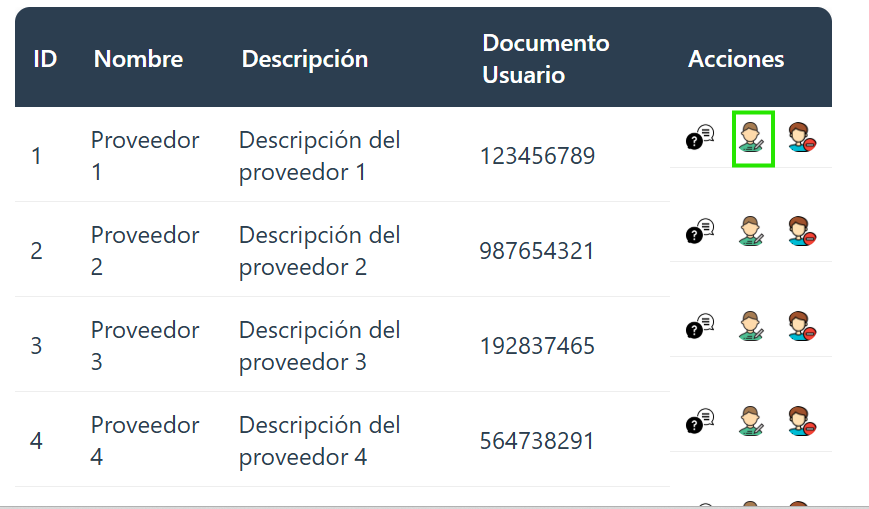 ID Nombre Descripción Documento Usuario Acciones
1 Proveedor 1 Descripción del proveedor 1 123456789
2 Proveedor 2 Descripción del proveedor 2 987654321
3 Proveedor 3 Descripción del proveedor 3 192837465
4 Proveedor 4 Descripción del proveedor 4 564738291